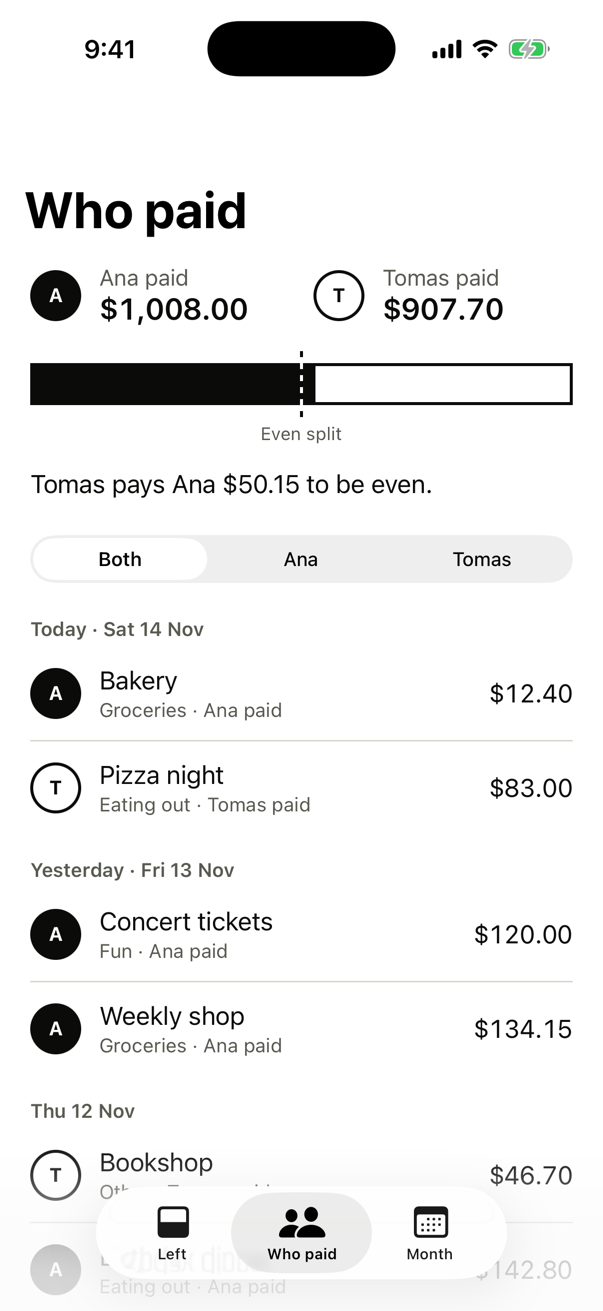 9:41
Who paid
A
Ana paid
$1,008.00
T
Tomas paid
$907.70
Even split
Tomas pays Ana $50.15 to be even.
Both
Ana
Tomas
Today · Sat 14 Nov
A
Bakery
Groceries · Ana paid
$12.40
T
Pizza night
Eating out · Tomas paid
$83.00
Yesterday · Fri 13 Nov
A
Concert tickets
Fun · Ana paid
$120.00
A
Weekly shop
Groceries · Ana paid
$134.15
Thu 12 Nov
T
Bookshop
$46.70
A
Eating out · Ana paid
$142.80
Left
Who paid
Month